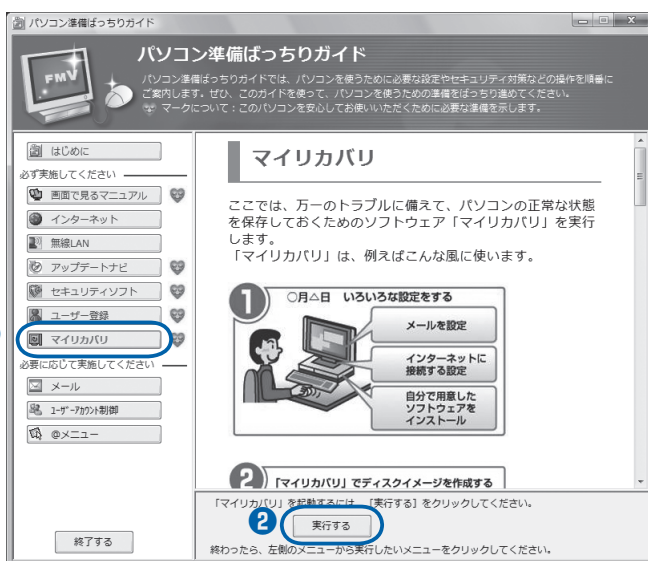 パソコン準備ばっちりガイド
パソコン準備ばっちりガイド
FMV
パソコン準備ばっちりガイドでは、パソコンを使うために必要な設定やセキュリティ対策などの操作を順番に
ご案内します。ぜひ、このガイドを使って、パソコンを使うための準備をばっちり進めてください。
マークについて：このパソコンを安心してお使いいただくために必要な準備を示します。
はじめに
必ず実施してください
画面で見るマニュアル
インターネット
無線LAN
アップデートナビ
セキュリティソフト
ユーザー登録
マイリカバリ
必要に応じて実施してください
メール
ユーザーアカウント制御
@メニュー
終了する
マイリカバリ
ここでは、万一のトラブルに備えて、パソコンの正常な状態
を保存しておくためのソフトウェア「マイリカバリ」を実行
します。
「マイリカバリ」は、例えばこんな風に使います。
1
○月△日 いろいろな設定をする
メールを設定
インターネットに
接続する設定
自分で用意した
ソフトウェアを
インストール
2
「マイリカバリ」でディスクイメージを作成する
「マイリカバリ」を起動するには、［実行する］をクリックしてください。
2
実行する
終わったら、左側のメニューから実行したいメニューをクリックしてください。